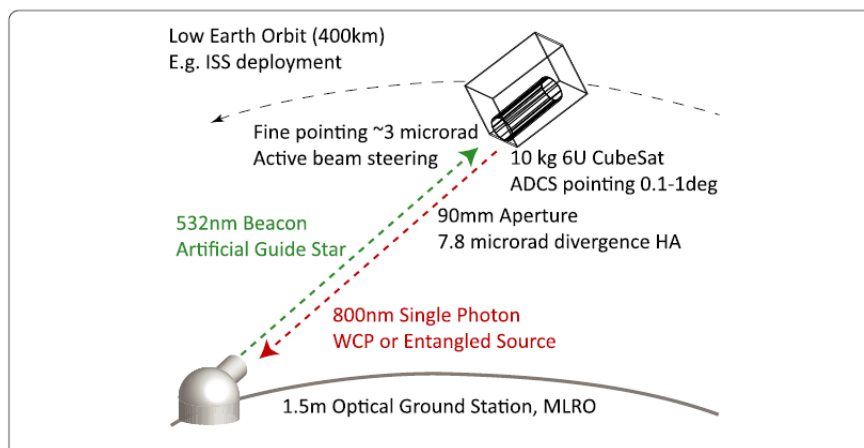 Low Earth Orbit (400km)
E.g. ISS deployment
Fine pointing ~3 microrad
Active beam steering
10 kg 6U CubeSat
ADCS pointing 0.1-1deg
90mm Aperture
7.8 microrad divergence HA
532nm Beacon
Artificial Guide Star
800nm Single Photon
WCP or Entangled Source
1.5m Optical Ground Station, MLRO